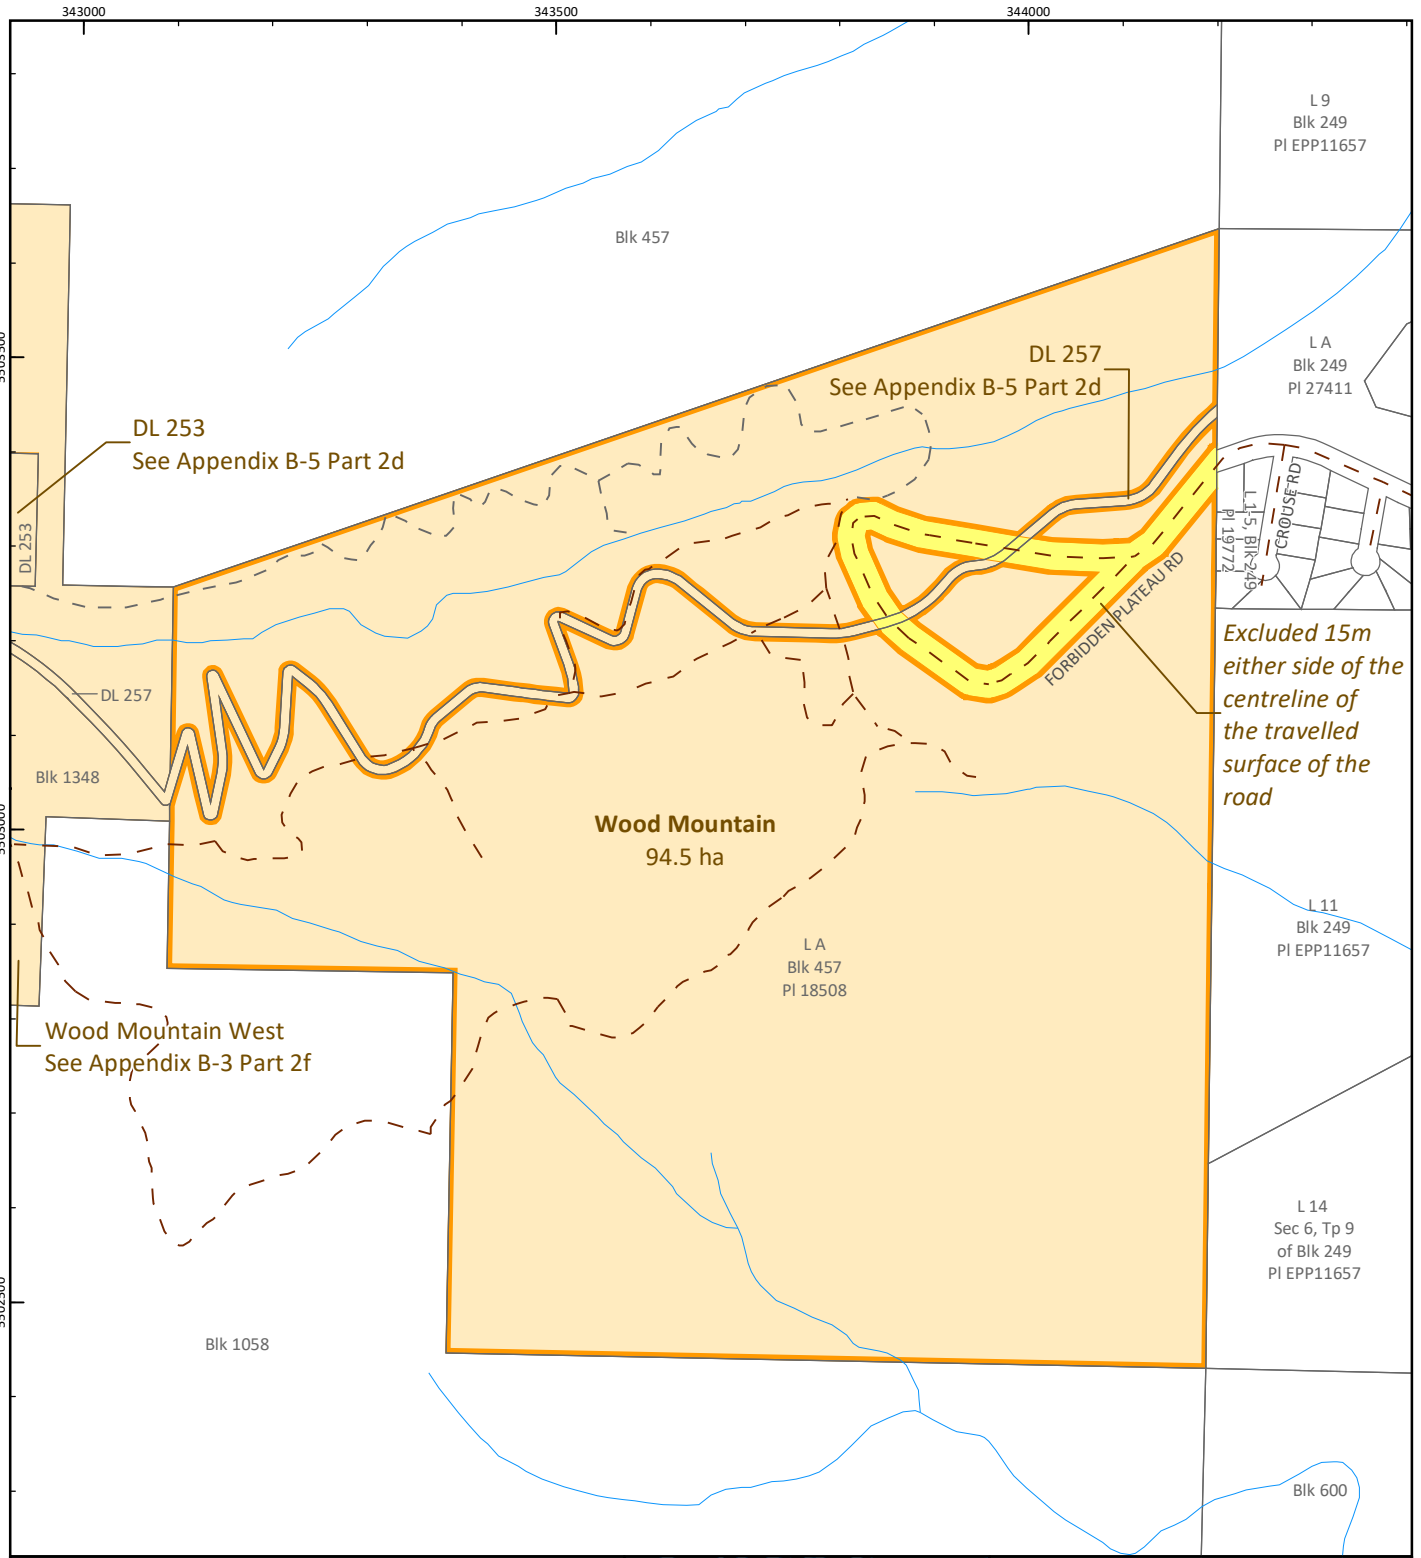 343000
343500
344000
L 9
Blk 249
Pl EPP11657
Blk 457
L A
Blk 249
Pl 27411
DL 257
See Appendix B-5 Part 2d
DL 253
See Appendix B-5 Part 2d
DL 253
CROUSE RD
L 1-5, Blk 249
Pl 19772
FORBIDDEN PLATEAU RD
Excluded 15m
either side of the
centreline of
the travelled
surface of the
road
DL 257
Blk 1348
Wood Mountain
94.5 ha
L A
Blk 457
Pl 18508
L 11
Blk 249
Pl EPP11657
Wood Mountain West
See Appendix B-3 Part 2f
L 14
Sec 6, Tp 9
of Blk 249
Pl EPP11657
Blk 1058
Blk 600